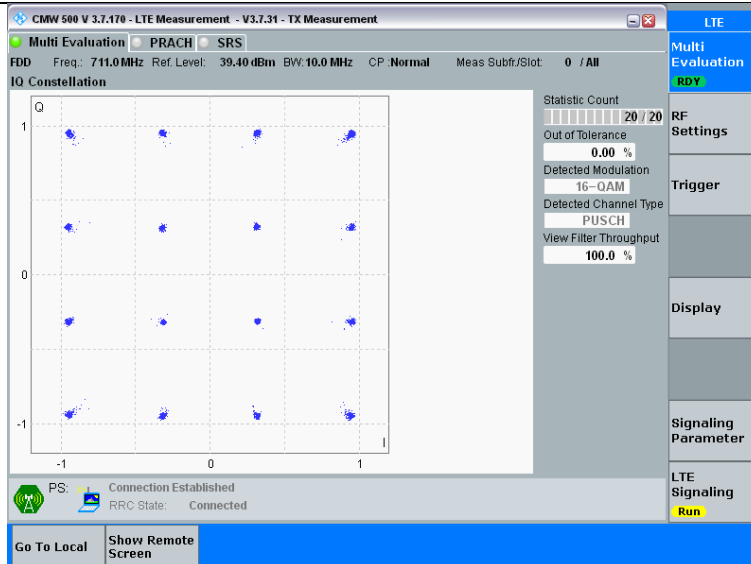 CMW 500 V 3.7.170 - LTE Measurement - V3.7.31 - TX Measurement
LTE
Multi Evaluation PRACH SRS
Multi
Evaluation
RDY
FDD Freq.: 711.0 MHz Ref. Level: 39.40 dBm BW: 10.0 MHz CP : Normal Meas Subfr./Slot: 0 / All
IQ Constellation
Q
1
0
-1
-1 0 1
I
Statistic Count
20 / 20
Out of Tolerance
0.00 %
Detected Modulation
16-QAM
Detected Channel Type
PUSCH
View Filter Throughput
100.0 %
RF
Settings
Trigger
Display
Signaling
Parameter
LTE
Signaling
Run
PS: Connection Established
RRC State: Connected
Go To Local
Show Remote
Screen